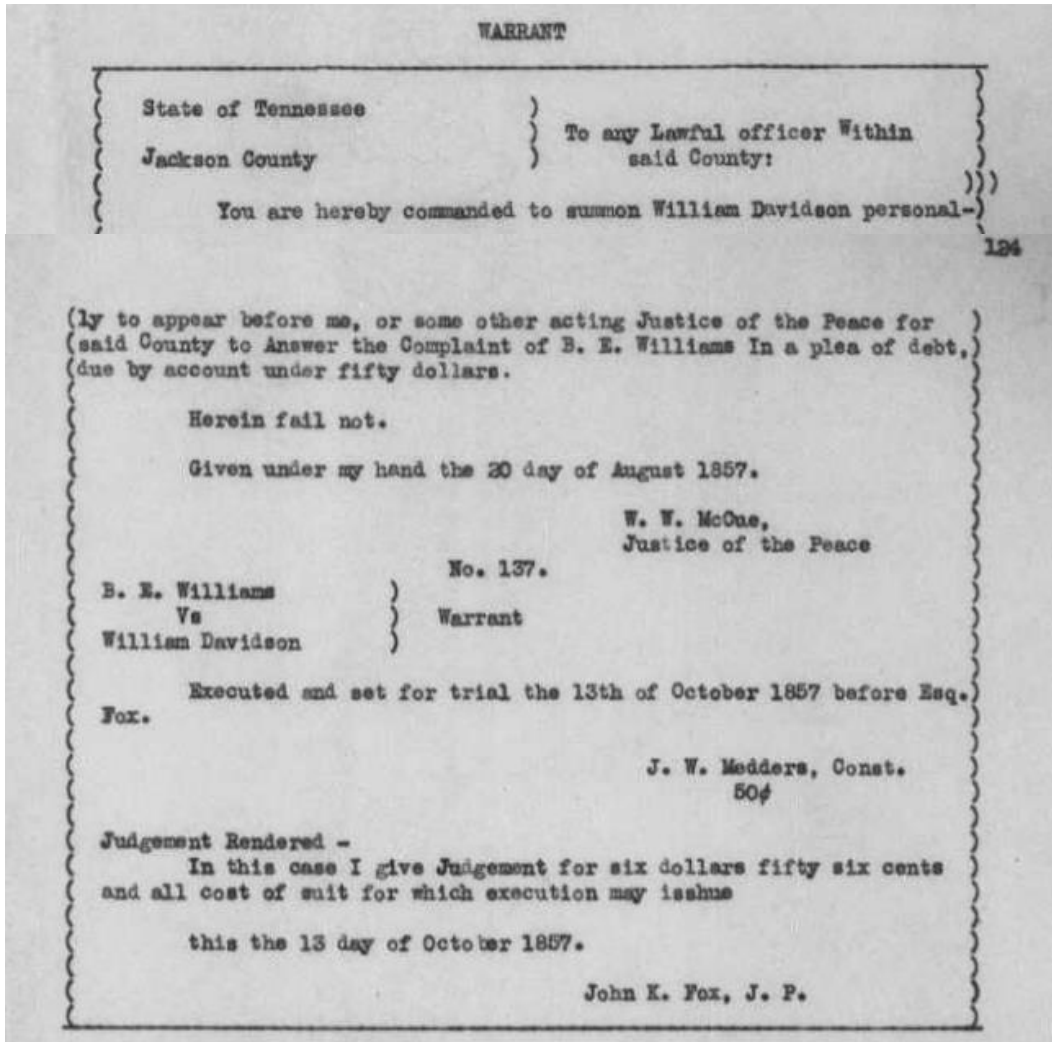 WARRANT
State of Tennessee ) To any Lawful officer Within
Jackson County ) said County:
You are hereby commanded to summon William Davidson personal-
124
(ly to appear before me, or some other acting Justice of the Peace for )
(said County to Answer the Complaint of B. E. Williams In a plea of debt,)
(due by account under fifty dollars.
Herein fail not.
Given under my hand the 20 day of August 1857.
W. W. McCue,
Justice of the Peace
No. 137.
B. E. Williams )
Vs ) Warrant
William Davidson )
Executed and set for trial the 13th of October 1857 before Esq.)
Fox.
J. W. Medders, Const.
50¢
Judgement Rendered -
In this case I give Judgement for six dollars fifty six cents
and all cost of suit for which execution may isshue
this the 13 day of October 1857.
John K. Fox, J. P.